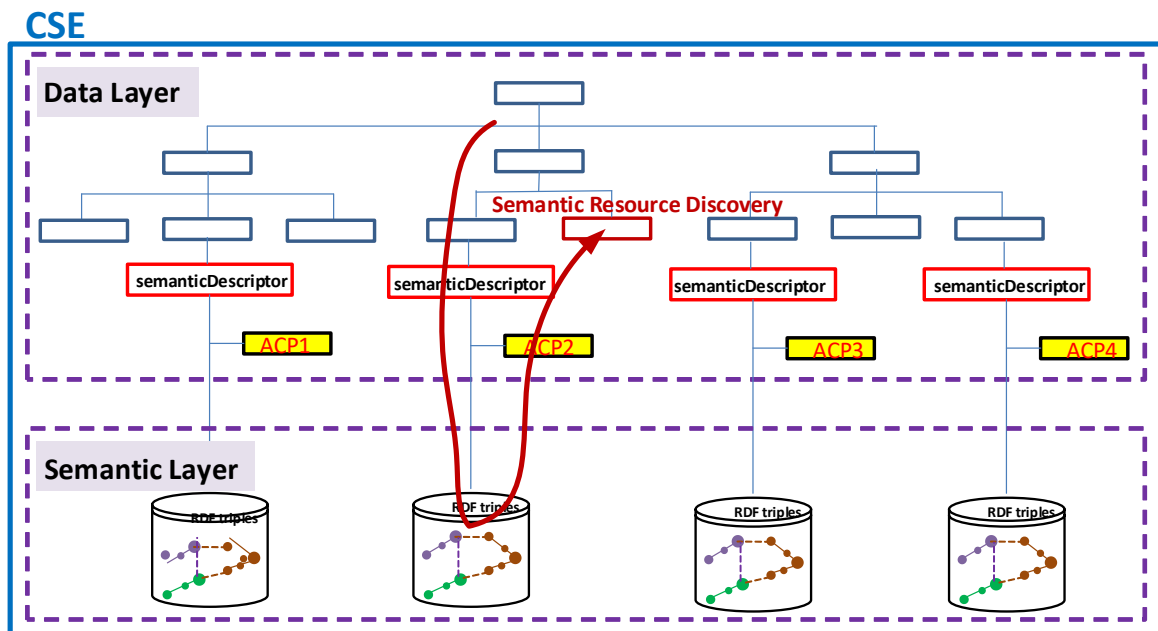 CSE
Data Layer
Semantic Resource Discovery
semanticDescriptor
semanticDescriptor
semanticDescriptor
semanticDescriptor
ACP1
ACP2
ACP3
ACP4
Semantic Layer
RDF triples
RDF triples
RDF triples
RDF triples